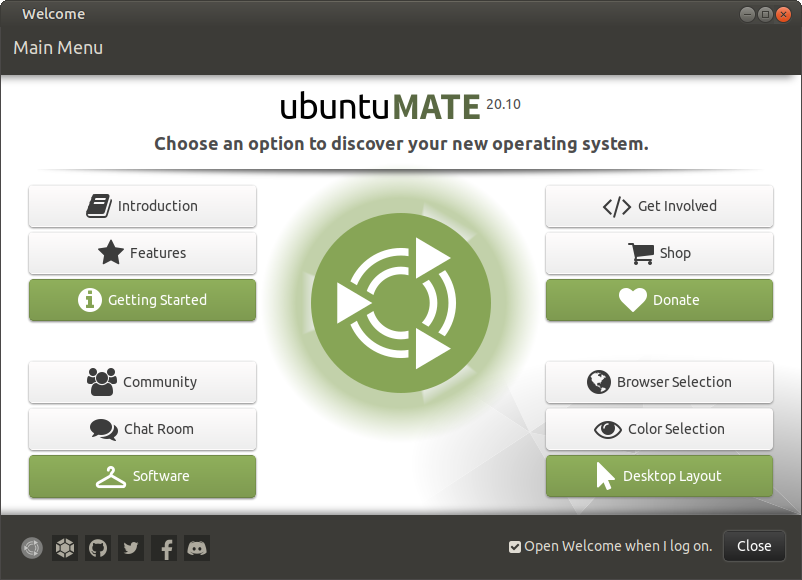 Welcome
Main Menu
ubuntuMATE 20.10
Choose an option to discover your new operating system.
Introduction
Features
Getting Started
Community
Chat Room
Software
Get Involved
Shop
Donate
Browser Selection
Color Selection
Desktop Layout
Open Welcome when I log on.
Close